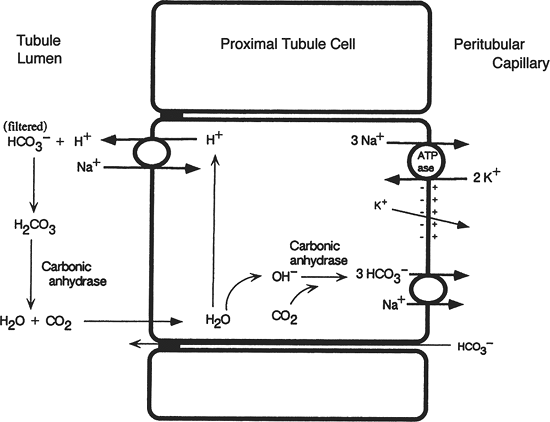 Tubule
Lumen
Proximal Tubule Cell
Peritubular
Capillary
(filtered)
HCO₃⁻ + H⁺
H⁺
Na⁺
3 Na⁺
ATP
ase
2 K⁺
K⁺
- +
- +
- +
- +
- +
- +
H₂CO₃
Carbonic
anhydrase
H₂O + CO₂
H₂O
OH⁻
Carbonic
anhydrase
CO₂
3 HCO₃⁻
Na⁺
HCO₃⁻